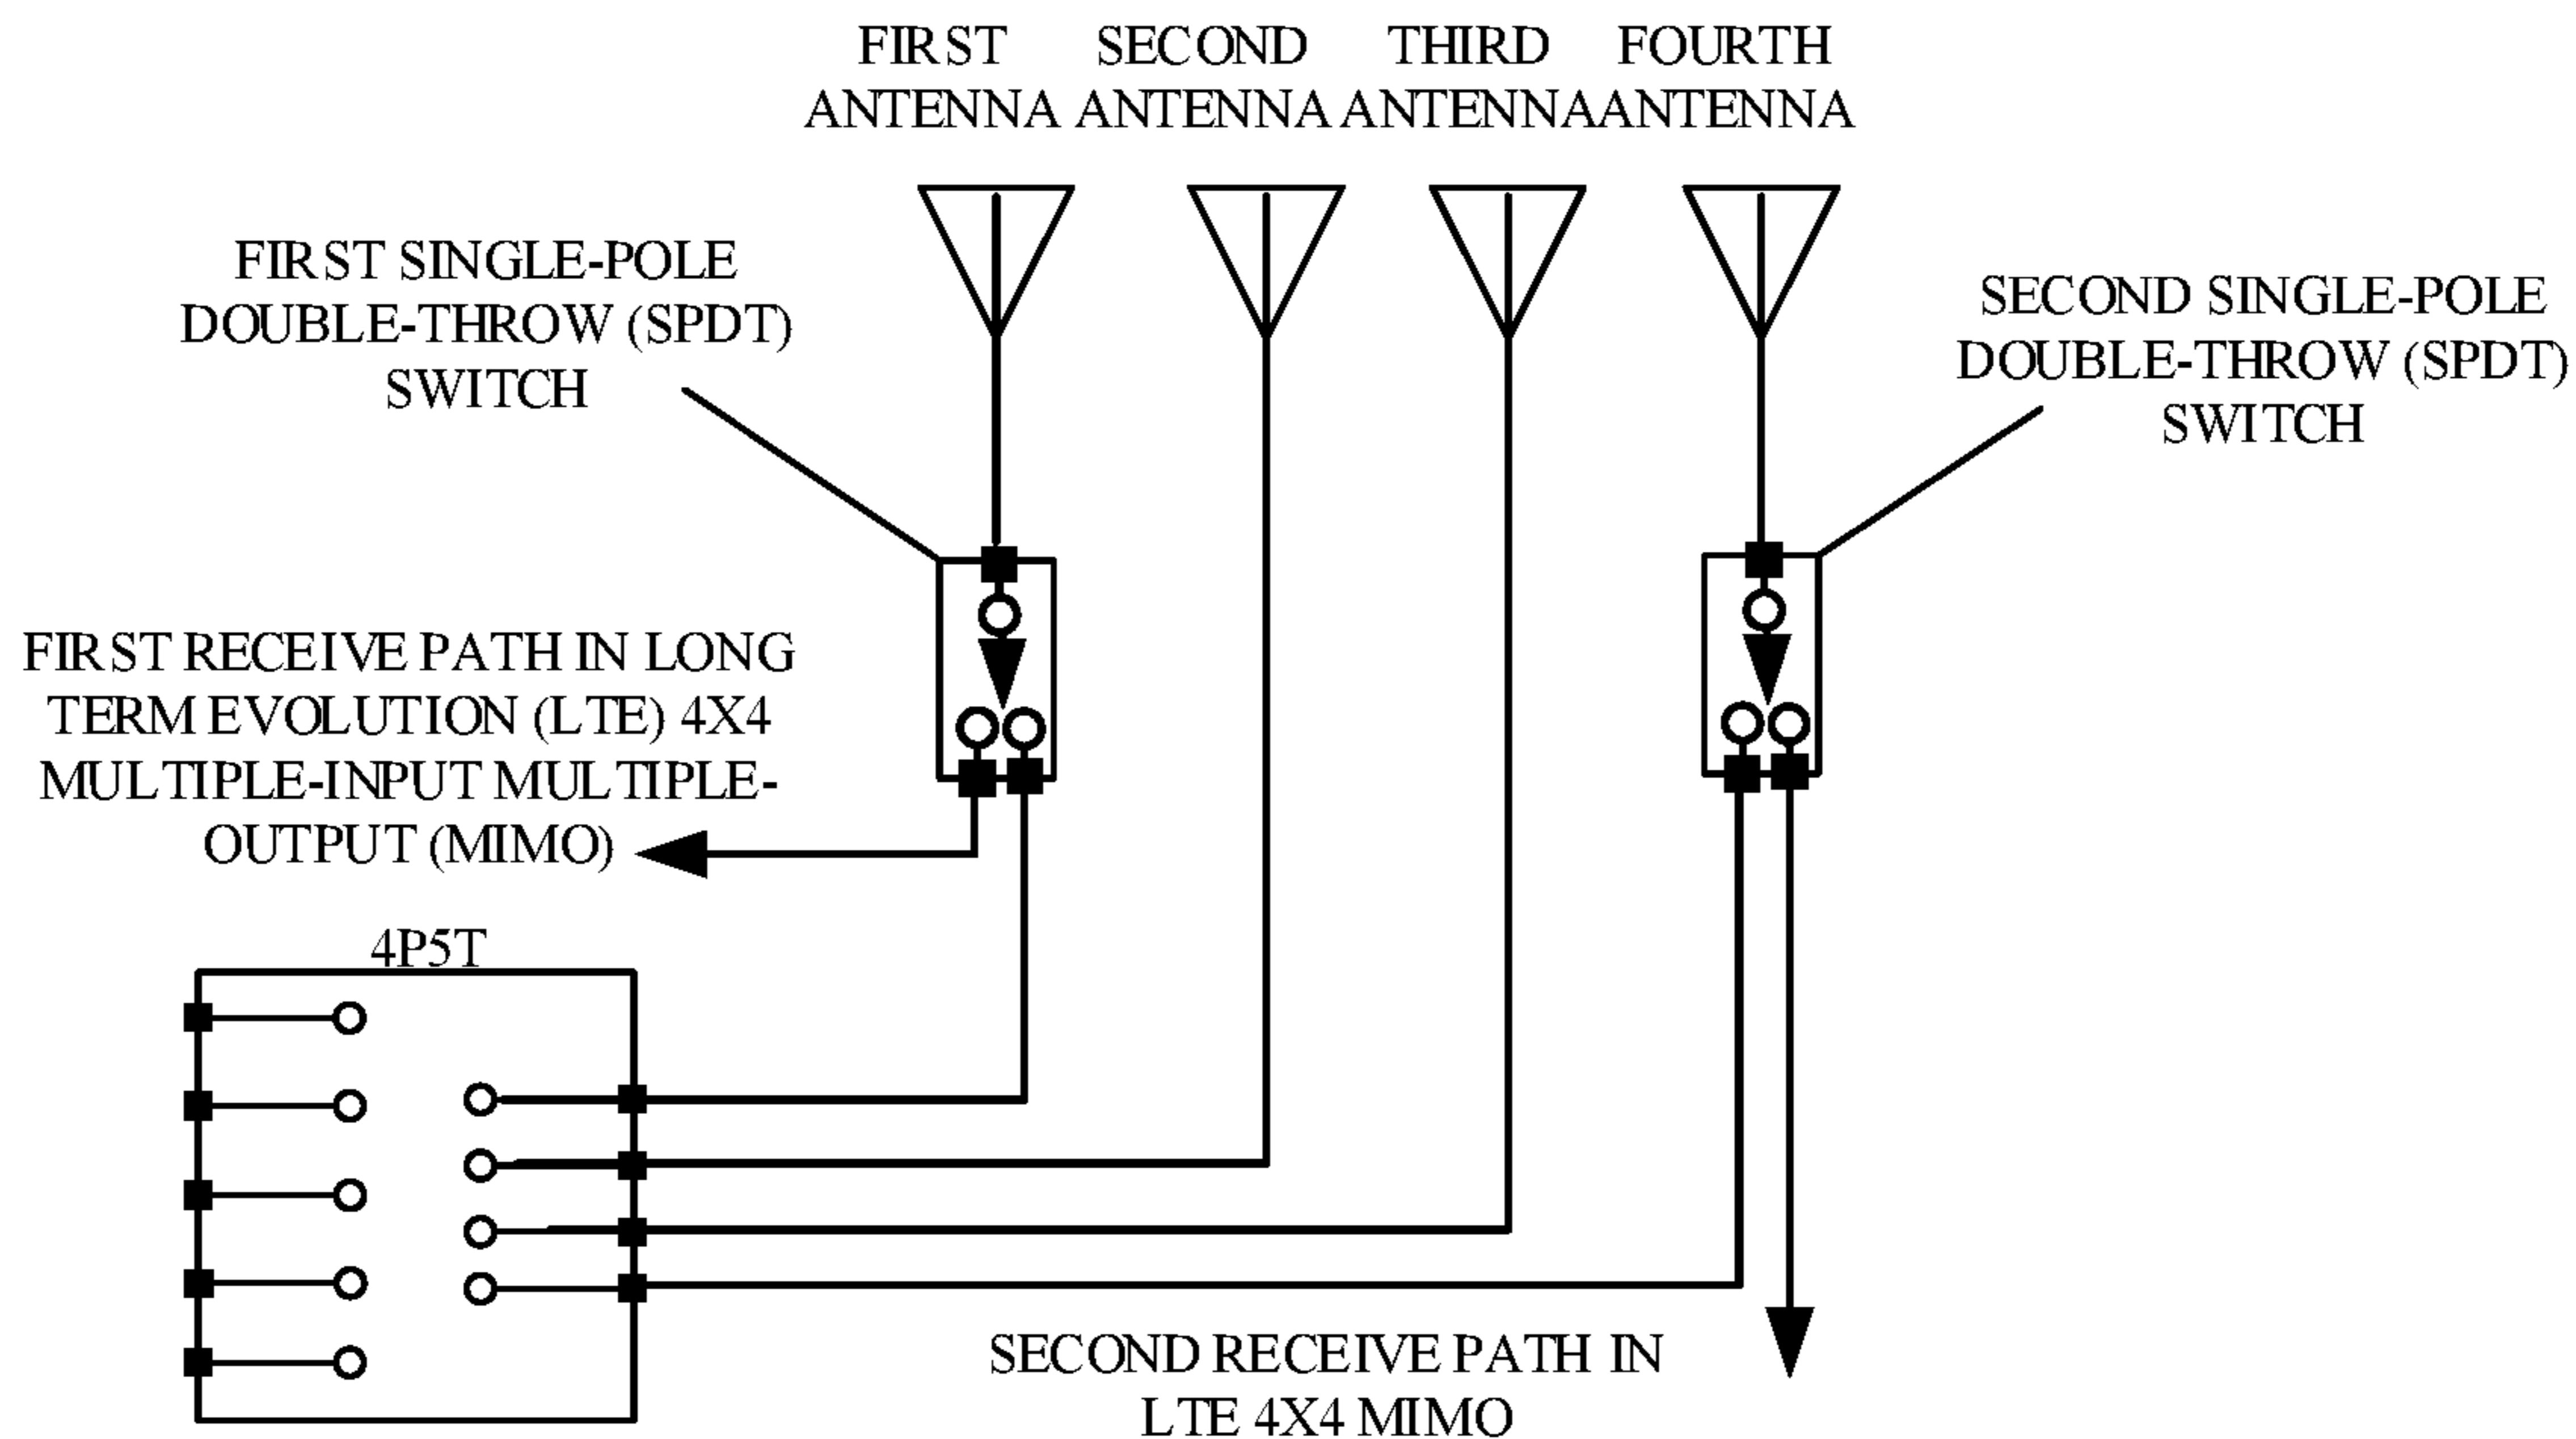 FIRST
ANTENNA
SECOND
ANTENNA
THIRD
ANTENNA
FOURTH
ANTENNA
FIRST SINGLE-POLE
DOUBLE-THROW (SPDT)
SWITCH
SECOND SINGLE-POLE
DOUBLE-THROW (SPDT)
SWITCH
FIRST RECEIVE PATH IN LONG
TERM EVOLUTION (LTE) 4X4
MULTIPLE-INPUT MULTIPLE-
OUTPUT (MIMO)
4P5T
SECOND RECEIVE PATH IN
LTE 4X4 MIMO